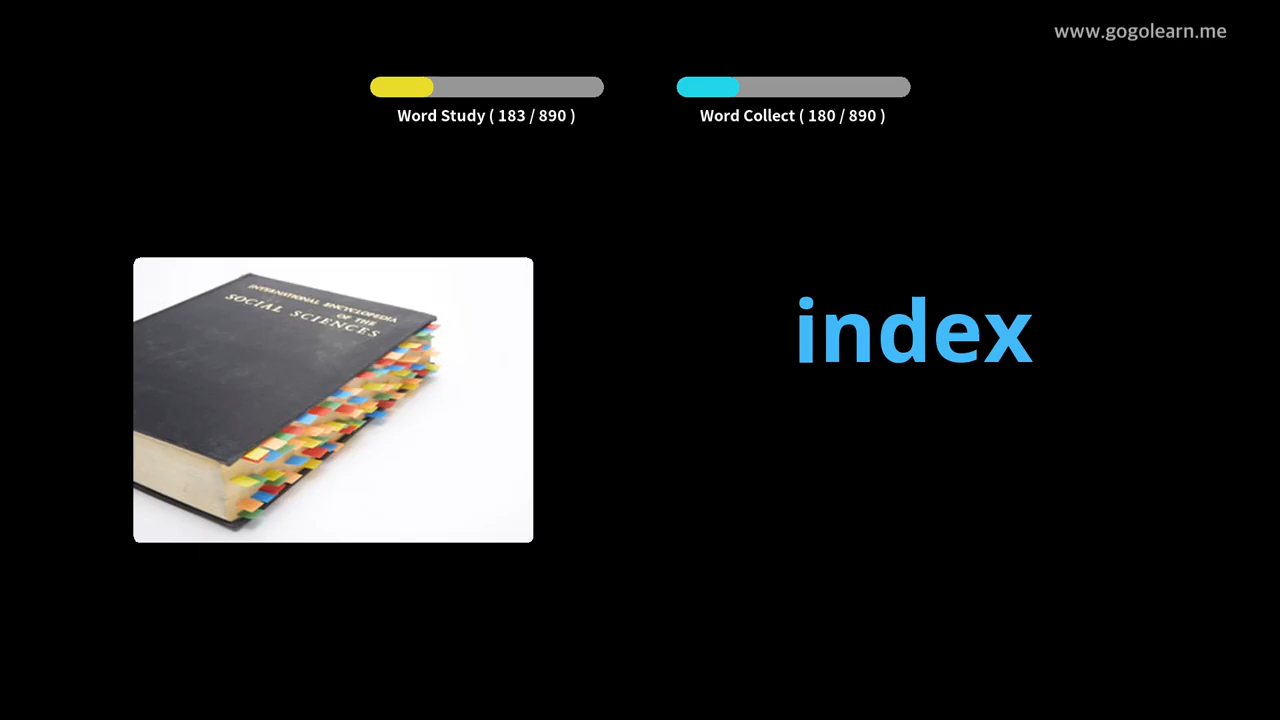 www.gogolearn.me
Word Study ( 183 / 890 )
Word Collect ( 180 / 890 )
INTERNATIONAL ENCYCLOPEDIA
OF THE
SOCIAL SCIENCES
index